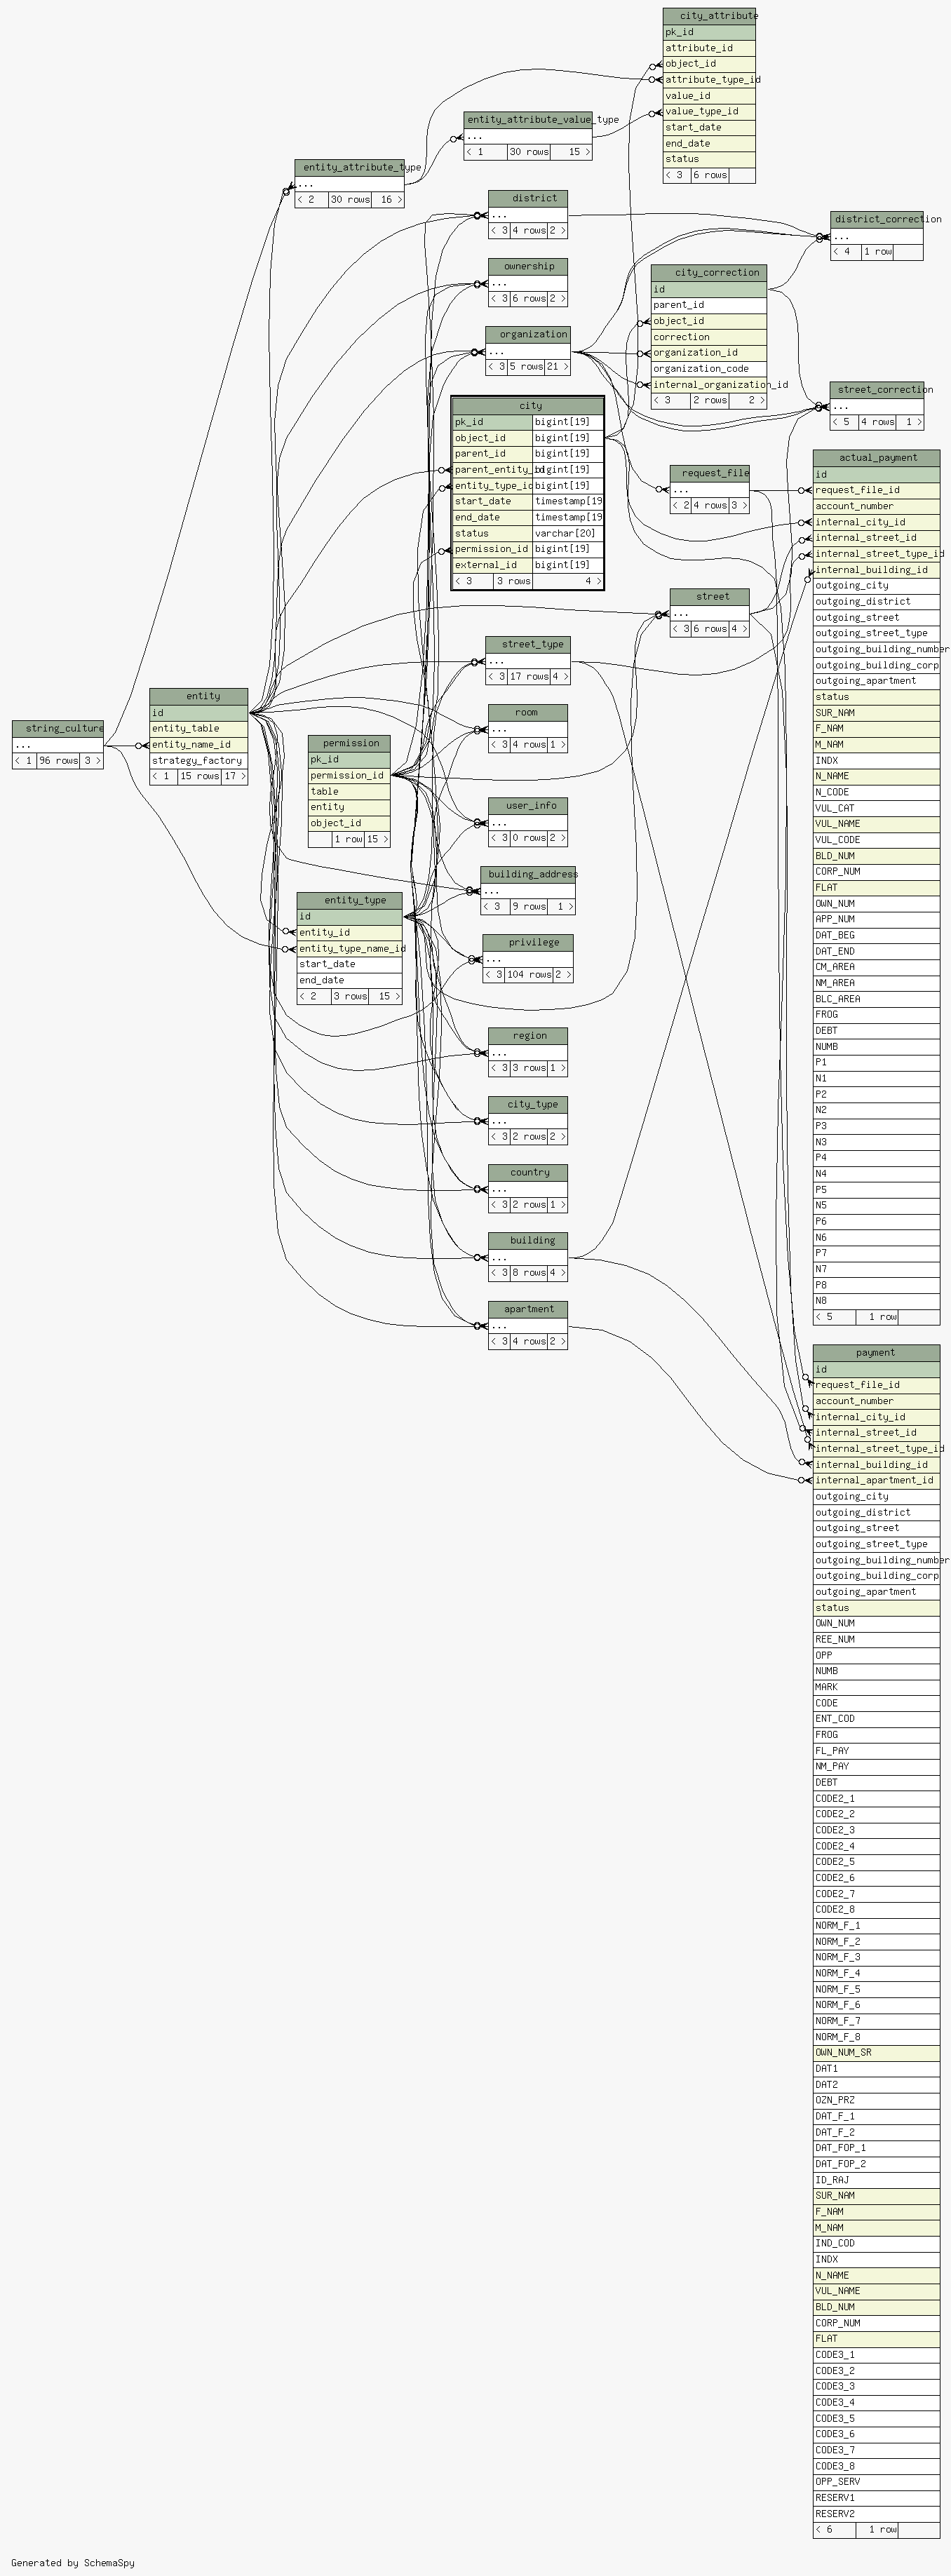 city_attribute
pk_id
attribute_id
object_id
attribute_type_id
value_id
value_type_id
start_date
end_date
status
< 3 6 rows
entity_attribute_value_type
...
< 1 30 rows 15 >
entity_attribute_type
...
< 2 30 rows 16 >
district
...
< 3 4 rows 2 >
district_correction
...
< 4 1 row
ownership
...
< 3 6 rows 2 >
city_correction
id
parent_id
object_id
correction
organization_id
organization_code
internal_organization_id
< 3 2 rows 2 >
organization
...
< 3 5 rows 21 >
street_correction
...
< 5 4 rows 1 >
city
pk_id bigint[19]
object_id bigint[19]
parent_id bigint[19]
parent_entity_id bigint[19]
entity_type_id bigint[19]
start_date timestamp[19
end_date timestamp[19
status varchar[20]
permission_id bigint[19]
external_id bigint[19]
< 3 3 rows 4 >
request_file
...
< 2 4 rows 3 >
actual_payment
id
request_file_id
account_number
internal_city_id
internal_street_id
internal_street_type_id
internal_building_id
outgoing_city
outgoing_district
outgoing_street
outgoing_street_type
outgoing_building_number
outgoing_building_corp
outgoing_apartment
status
SUR_NAM
F_NAM
M_NAM
INDX
N_NAME
N_CODE
VUL_CAT
VUL_NAME
VUL_CODE
BLD_NUM
CORP_NUM
FLAT
OWN_NUM
APP_NUM
DAT_BEG
DAT_END
CM_AREA
NM_AREA
BLC_AREA
FROG
DEBT
NUMB
P1
N1
P2
N2
P3
N3
P4
N4
P5
N5
P6
N6
P7
N7
P8
N8
< 5 1 row
street
...
< 3 6 rows 4 >
street_type
...
< 3 17 rows 4 >
entity
id
entity_table
entity_name_id
strategy_factory
< 1 15 rows 17 >
string_culture
...
< 1 96 rows 3 >
room
...
< 3 4 rows 1 >
permission
pk_id
permission_id
table
entity
object_id
1 row 15 >
user_info
...
< 3 0 rows 2 >
building_address
...
< 3 9 rows 1 >
entity_type
id
entity_id
entity_type_name_id
start_date
end_date
< 2 3 rows 15 >
privilege
...
< 3 104 rows 2 >
region
...
< 3 3 rows 1 >
city_type
...
< 3 2 rows 2 >
country
...
< 3 2 rows 1 >
building
...
< 3 8 rows 4 >
apartment
...
< 3 4 rows 2 >
payment
id
request_file_id
account_number
internal_city_id
internal_street_id
internal_street_type_id
internal_building_id
internal_apartment_id
outgoing_city
outgoing_district
outgoing_street
outgoing_street_type
outgoing_building_number
outgoing_building_corp
outgoing_apartment
status
OWN_NUM
REE_NUM
OPP
NUMB
MARK
CODE
ENT_COD
FROG
FL_PAY
NM_PAY
DEBT
CODE2_1
CODE2_2
CODE2_3
CODE2_4
CODE2_5
CODE2_6
CODE2_7
CODE2_8
NORM_F_1
NORM_F_2
NORM_F_3
NORM_F_4
NORM_F_5
NORM_F_6
NORM_F_7
NORM_F_8
OWN_NUM_SR
DAT1
DAT2
OZN_PRZ
DAT_F_1
DAT_F_2
DAT_FOP_1
DAT_FOP_2
ID_RAJ
SUR_NAM
F_NAM
M_NAM
IND_COD
INDX
N_NAME
VUL_NAME
BLD_NUM
CORP_NUM
FLAT
CODE3_1
CODE3_2
CODE3_3
CODE3_4
CODE3_5
CODE3_6
CODE3_7
CODE3_8
OPP_SERV
RESERV1
RESERV2
< 6 1 row
Generated by SchemaSpy